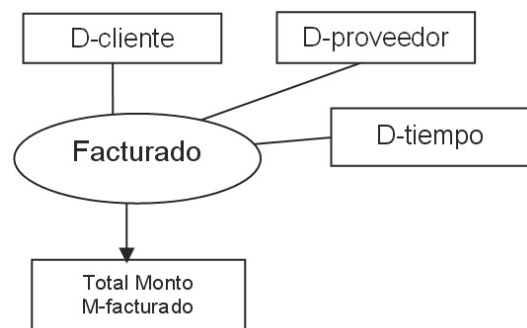 D-cliente
D-proveedor
D-tiempo
Facturado
Total Monto
M-facturado